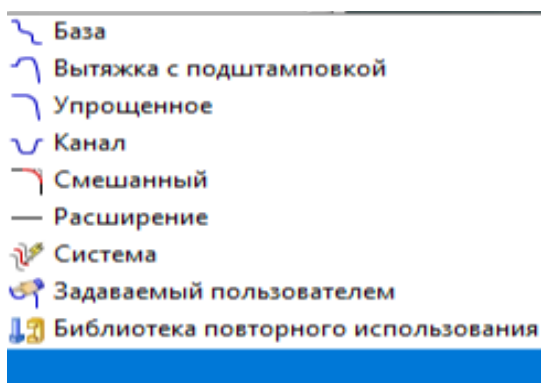 База
Вытяжка с подштамповкой
Упрощенное
Канал
Смешанный
Расширение
Система
Задаваемый пользователем
Библиотека повторного использования